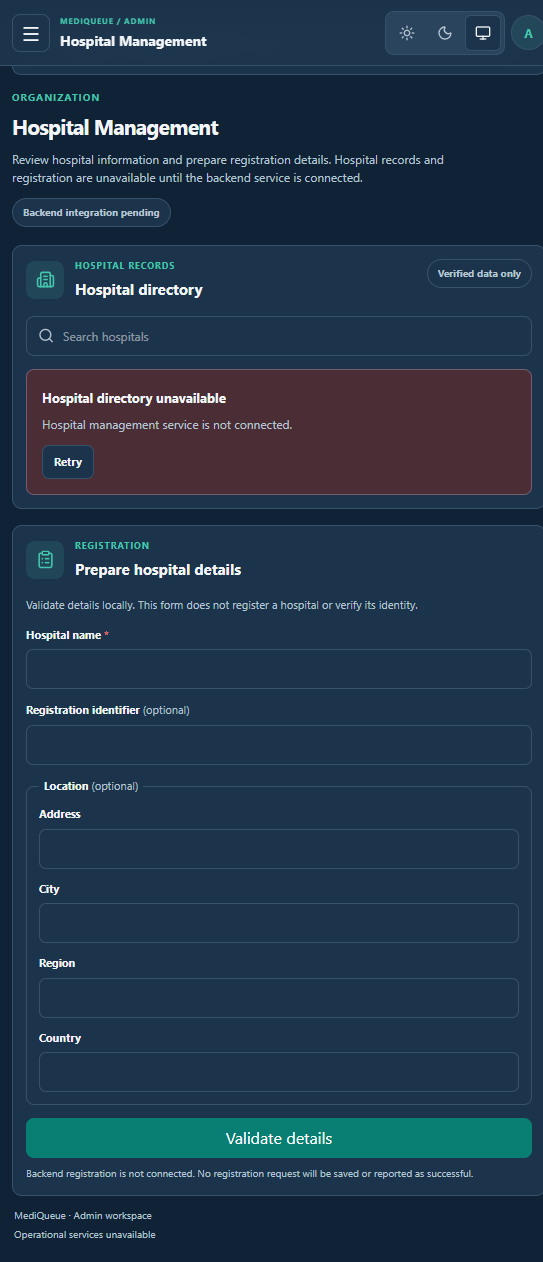 MEDIQUEUE / ADMIN
Hospital Management
A
ORGANIZATION
Hospital Management
Review hospital information and prepare registration details. Hospital records and
registration are unavailable until the backend service is connected.
Backend integration pending
HOSPITAL RECORDS
Hospital directory
Verified data only
Search hospitals
Hospital directory unavailable
Hospital management service is not connected.
Retry
REGISTRATION
Prepare hospital details
Validate details locally. This form does not register a hospital or verify its identity.
Hospital name *
Registration identifier (optional)
Location (optional)
Address
City
Region
Country
Validate details
Backend registration is not connected. No registration request will be saved or reported as successful.
MediQueue · Admin workspace
Operational services unavailable